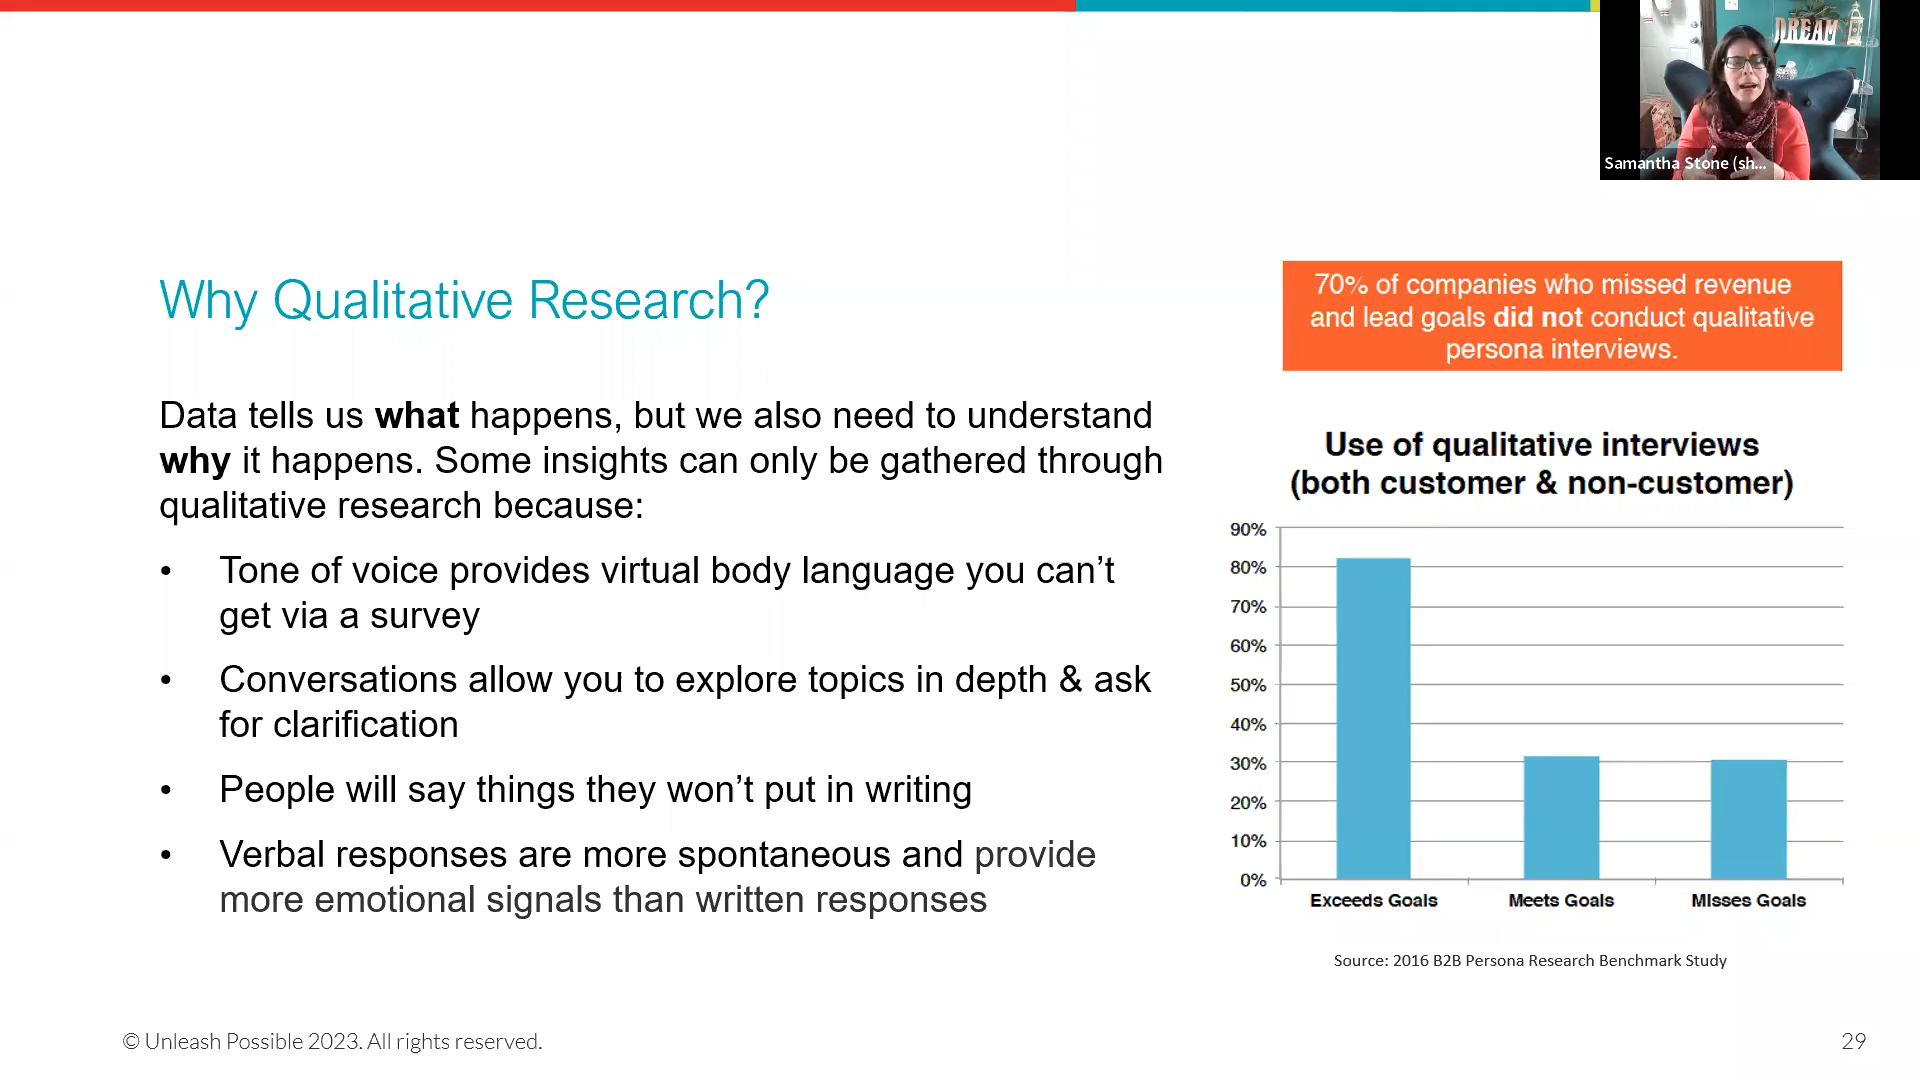 DREAM
Samantha Stone (sh...
Why Qualitative Research?
Data tells us what happens, but we also need to understand
why it happens. Some insights can only be gathered through
qualitative research because:
• Tone of voice provides virtual body language you can’t
get via a survey
• Conversations allow you to explore topics in depth & ask
for clarification
• People will say things they won’t put in writing
• Verbal responses are more spontaneous and provide
more emotional signals than written responses
70% of companies who missed revenue
and lead goals did not conduct qualitative
persona interviews.
Use of qualitative interviews
(both customer & non-customer)
90%
80%
70%
60%
50%
40%
30%
20%
10%
0%
Exceeds Goals Meets Goals Misses Goals
Source: 2016 B2B Persona Research Benchmark Study
© Unleash Possible 2023. All rights reserved.
29